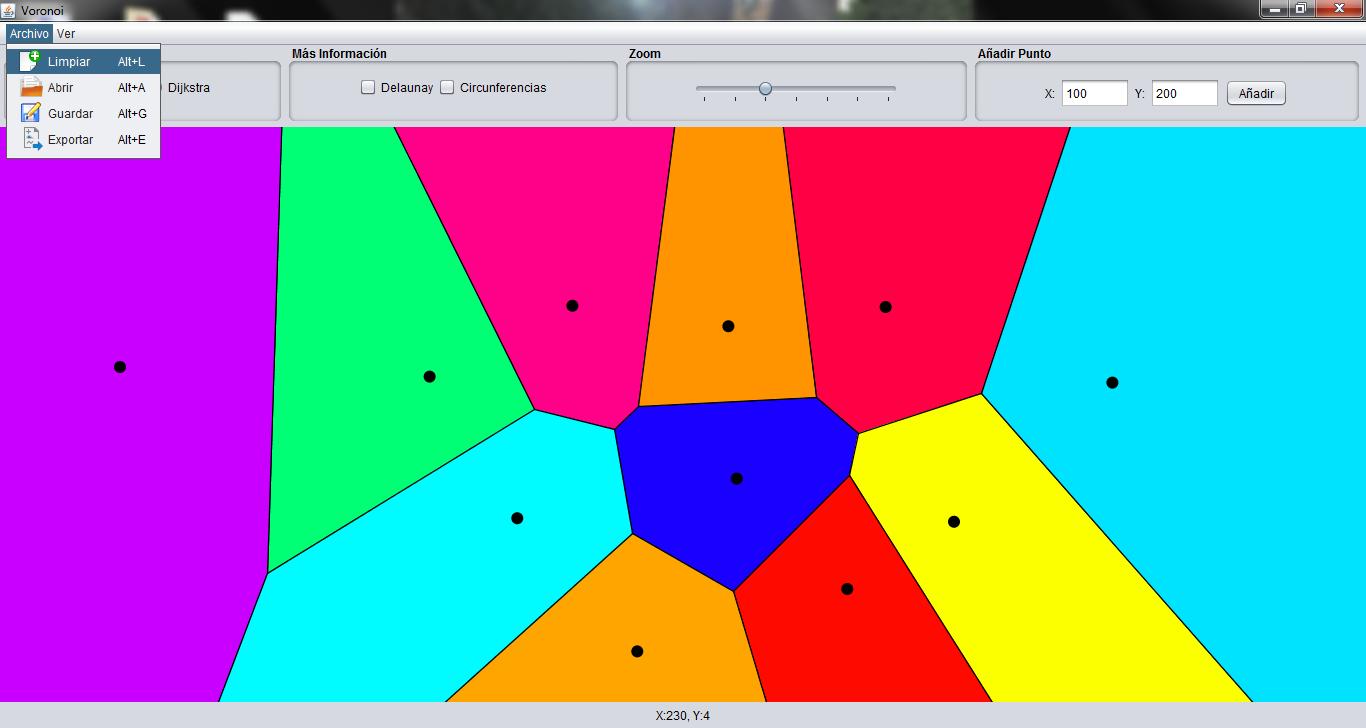 Voronoi
Archivo Ver
Limpiar Alt+L
Abrir Alt+A
Guardar Alt+G
Exportar Alt+E
Dijkstra
Más Información
Delaunay Circunferencias
Zoom
Añadir Punto
X: 100 Y: 200 Añadir
X:230, Y:4